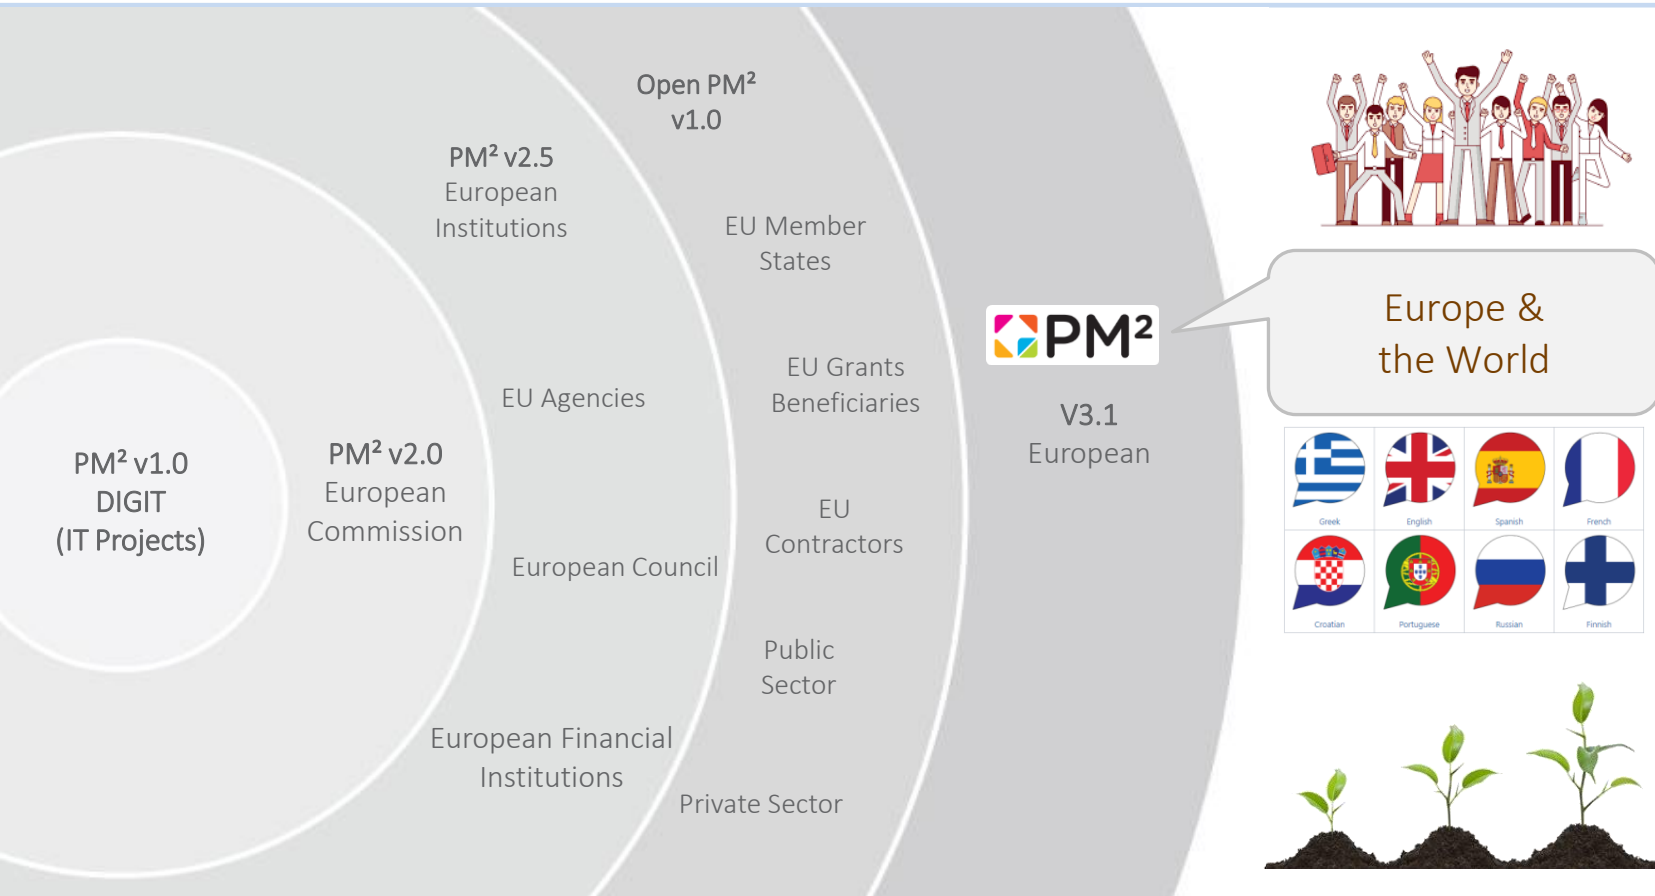 PM² v1.0
DIGIT
(IT Projects)
PM² v2.0
European
Commission
PM² v2.5
European
Institutions
EU Agencies
European Council
European Financial
Institutions
Open PM²
v1.0
EU Member
States
EU Grants
Beneficiaries
EU
Contractors
Public
Sector
Private Sector
PM²
V3.1
European
Europe &
the World
Greek
English
Spanish
French
Croatian
Portuguese
Russian
Finnish